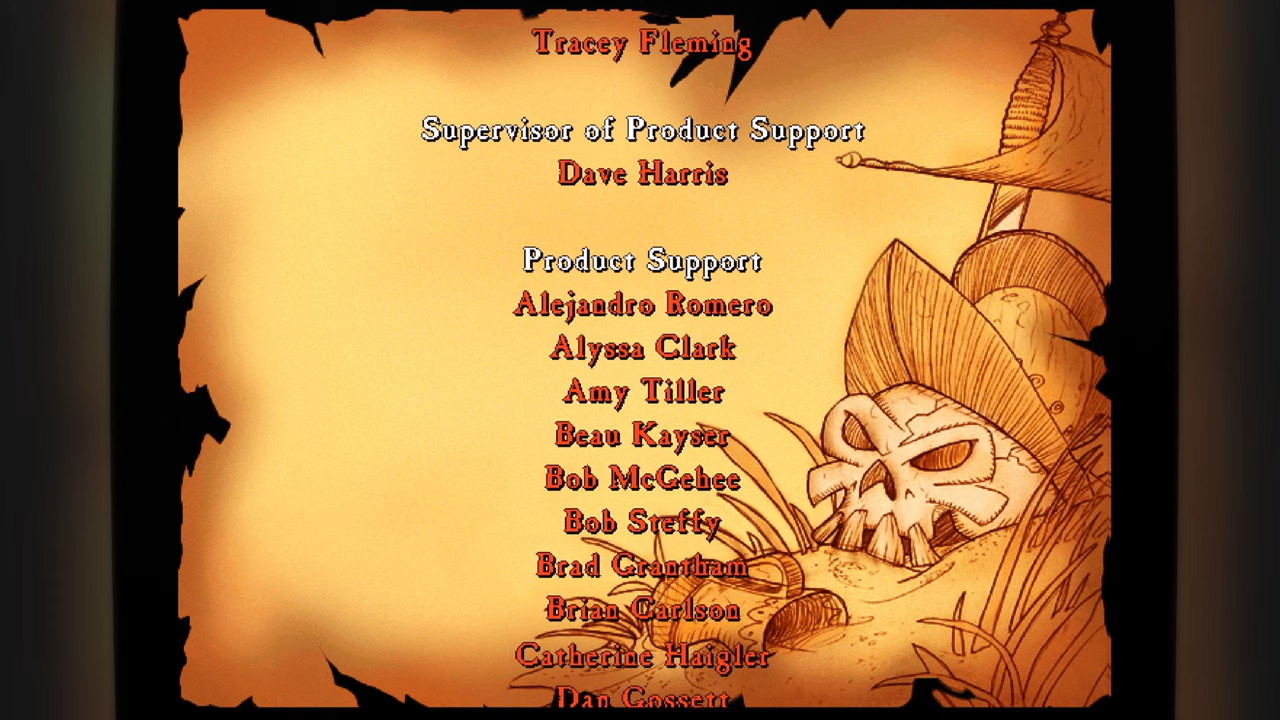 Tracey Fleming
Supervisor of Product Support
Dave Harris
Product Support
Alejandro Romero
Alyssa Clark
Amy Tiller
Beau Kayser
Bob McGehee
Bob Steffy
Brad Grantham
Brian Carlson
Catherine Haigler
Dan Gossett